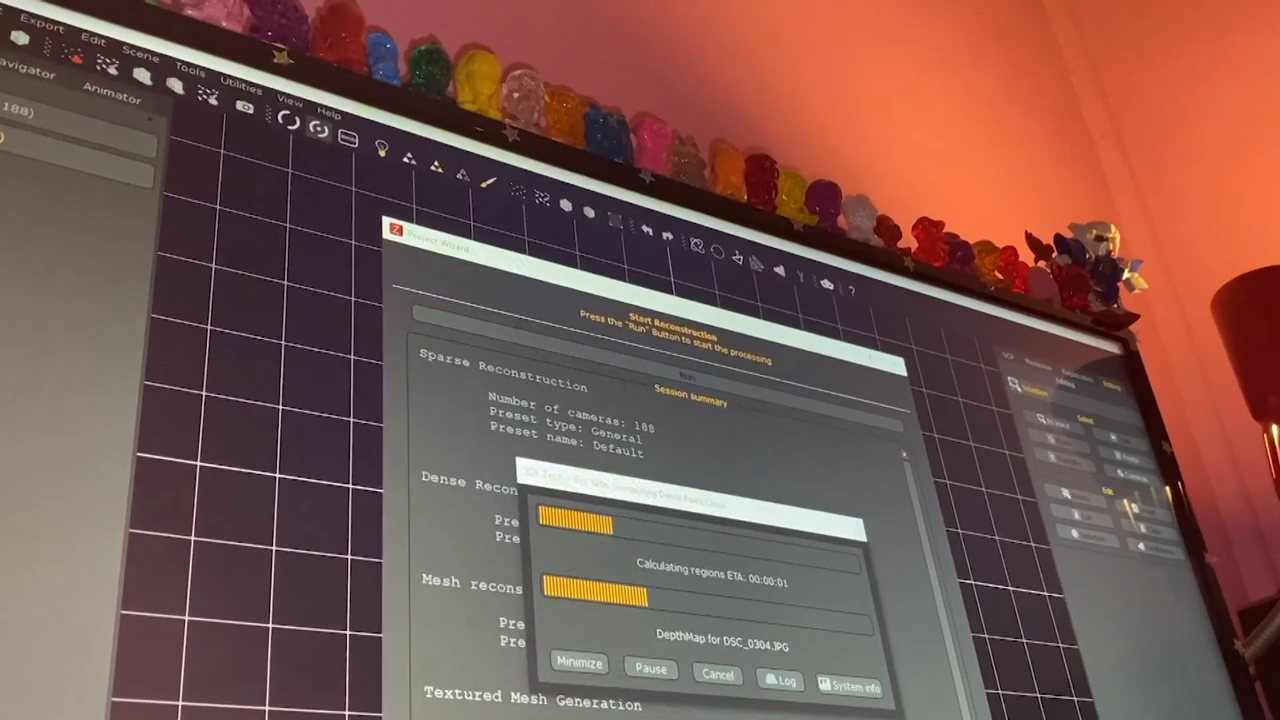 Export Edit Scene Tools Utilities View Help
Animator
188)
Project Wizard
Start Reconstruction
Press the "Run" Button to start the processing
Run
Session summary
Sparse Reconstruction
Number of cameras: 188
Preset type: General
Preset name: Default
Dense Recon
Pre
Pre
Mesh recons
Pre
Pre
Textured Mesh Generation
Calculating regions ETA: 00:00:01
DepthMap for DSC_0304.JPG
Minimize Pause Cancel Log System info
Editing
Editing
Selection
Select
Edit